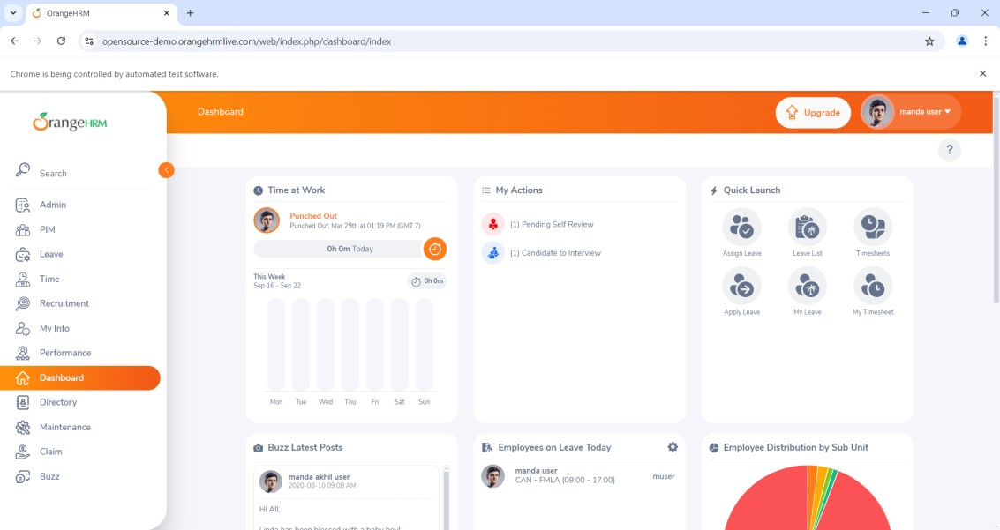 OrangeHRM
opensource-demo.orangehrmlive.com/web/index.php/dashboard/index
Chrome is being controlled by automated test software.
OrangeHRM
Search
Admin
PIM
Leave
Time
Recruitment
My Info
Performance
Dashboard
Directory
Maintenance
Claim
Buzz
Dashboard
Upgrade
manda user
?
Time at Work
Punched Out
Punched Out: Mar 29th at 01:19 PM (GMT 7)
0h 0m Today
This Week
Sep 16 - Sep 22
0h 0m
Mon Tue Wed Thu Fri Sat Sun
My Actions
(1) Pending Self Review
(1) Candidate to Interview
Quick Launch
Assign Leave
Leave List
Timesheets
Apply Leave
My Leave
My Timesheet
Buzz Latest Posts
manda akhil user
2020-08-10 09:08 AM
Hi All;
Linda has been blessed with a baby boy!
Employees on Leave Today
manda user
CAN - FMLA (09:00 - 17:00)
muser
Employee Distribution by Sub Unit